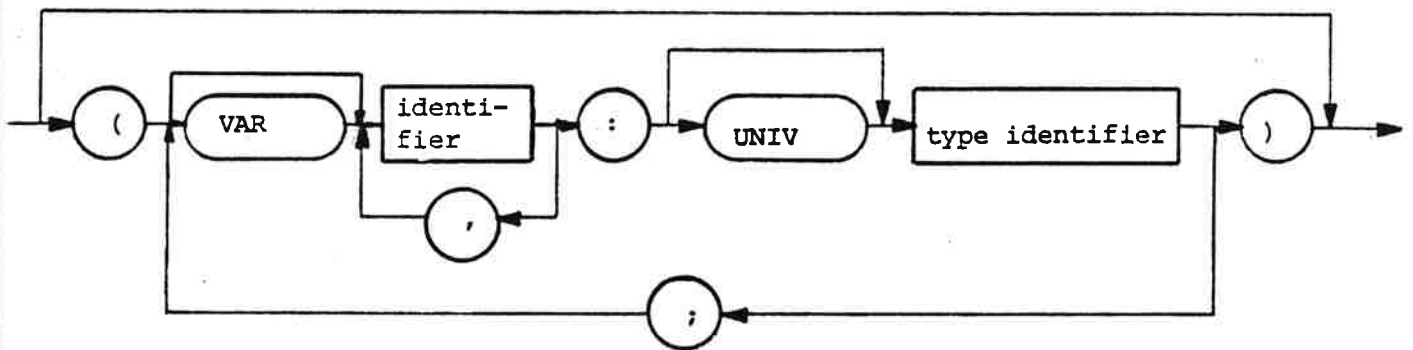 (
VAR
identi-
fier
:
UNIV
type identifier
)
,
;